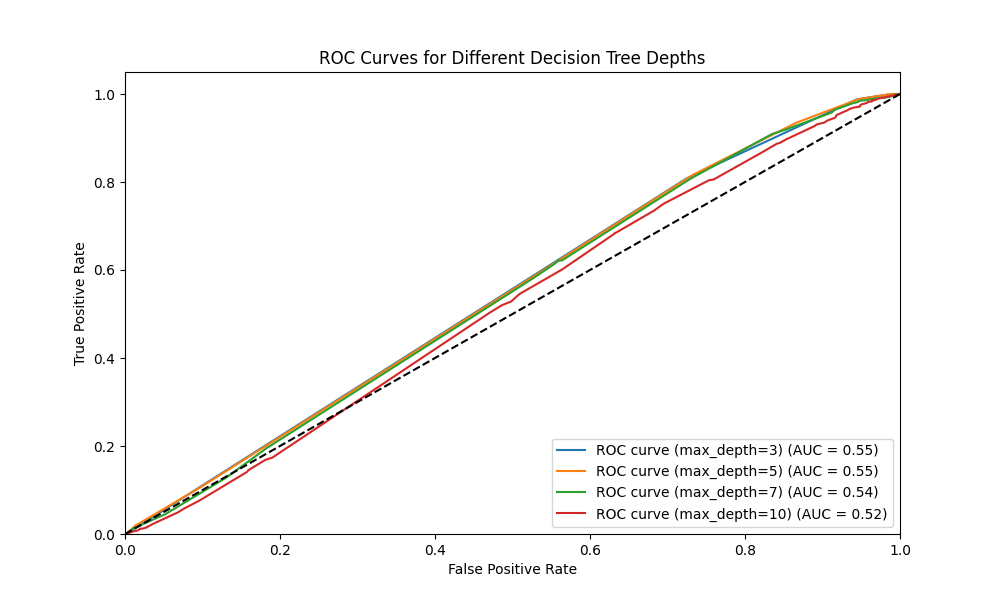 ROC Curves for Different Decision Tree Depths
True Positive Rate
1.0
0.8
0.6
0.4
0.2
0.0
ROC curve (max_depth=3) (AUC = 0.55)
ROC curve (max_depth=5) (AUC = 0.55)
ROC curve (max_depth=7) (AUC = 0.54)
ROC curve (max_depth=10) (AUC = 0.52)
0.0 0.2 0.4 0.6 0.8 1.0
False Positive Rate